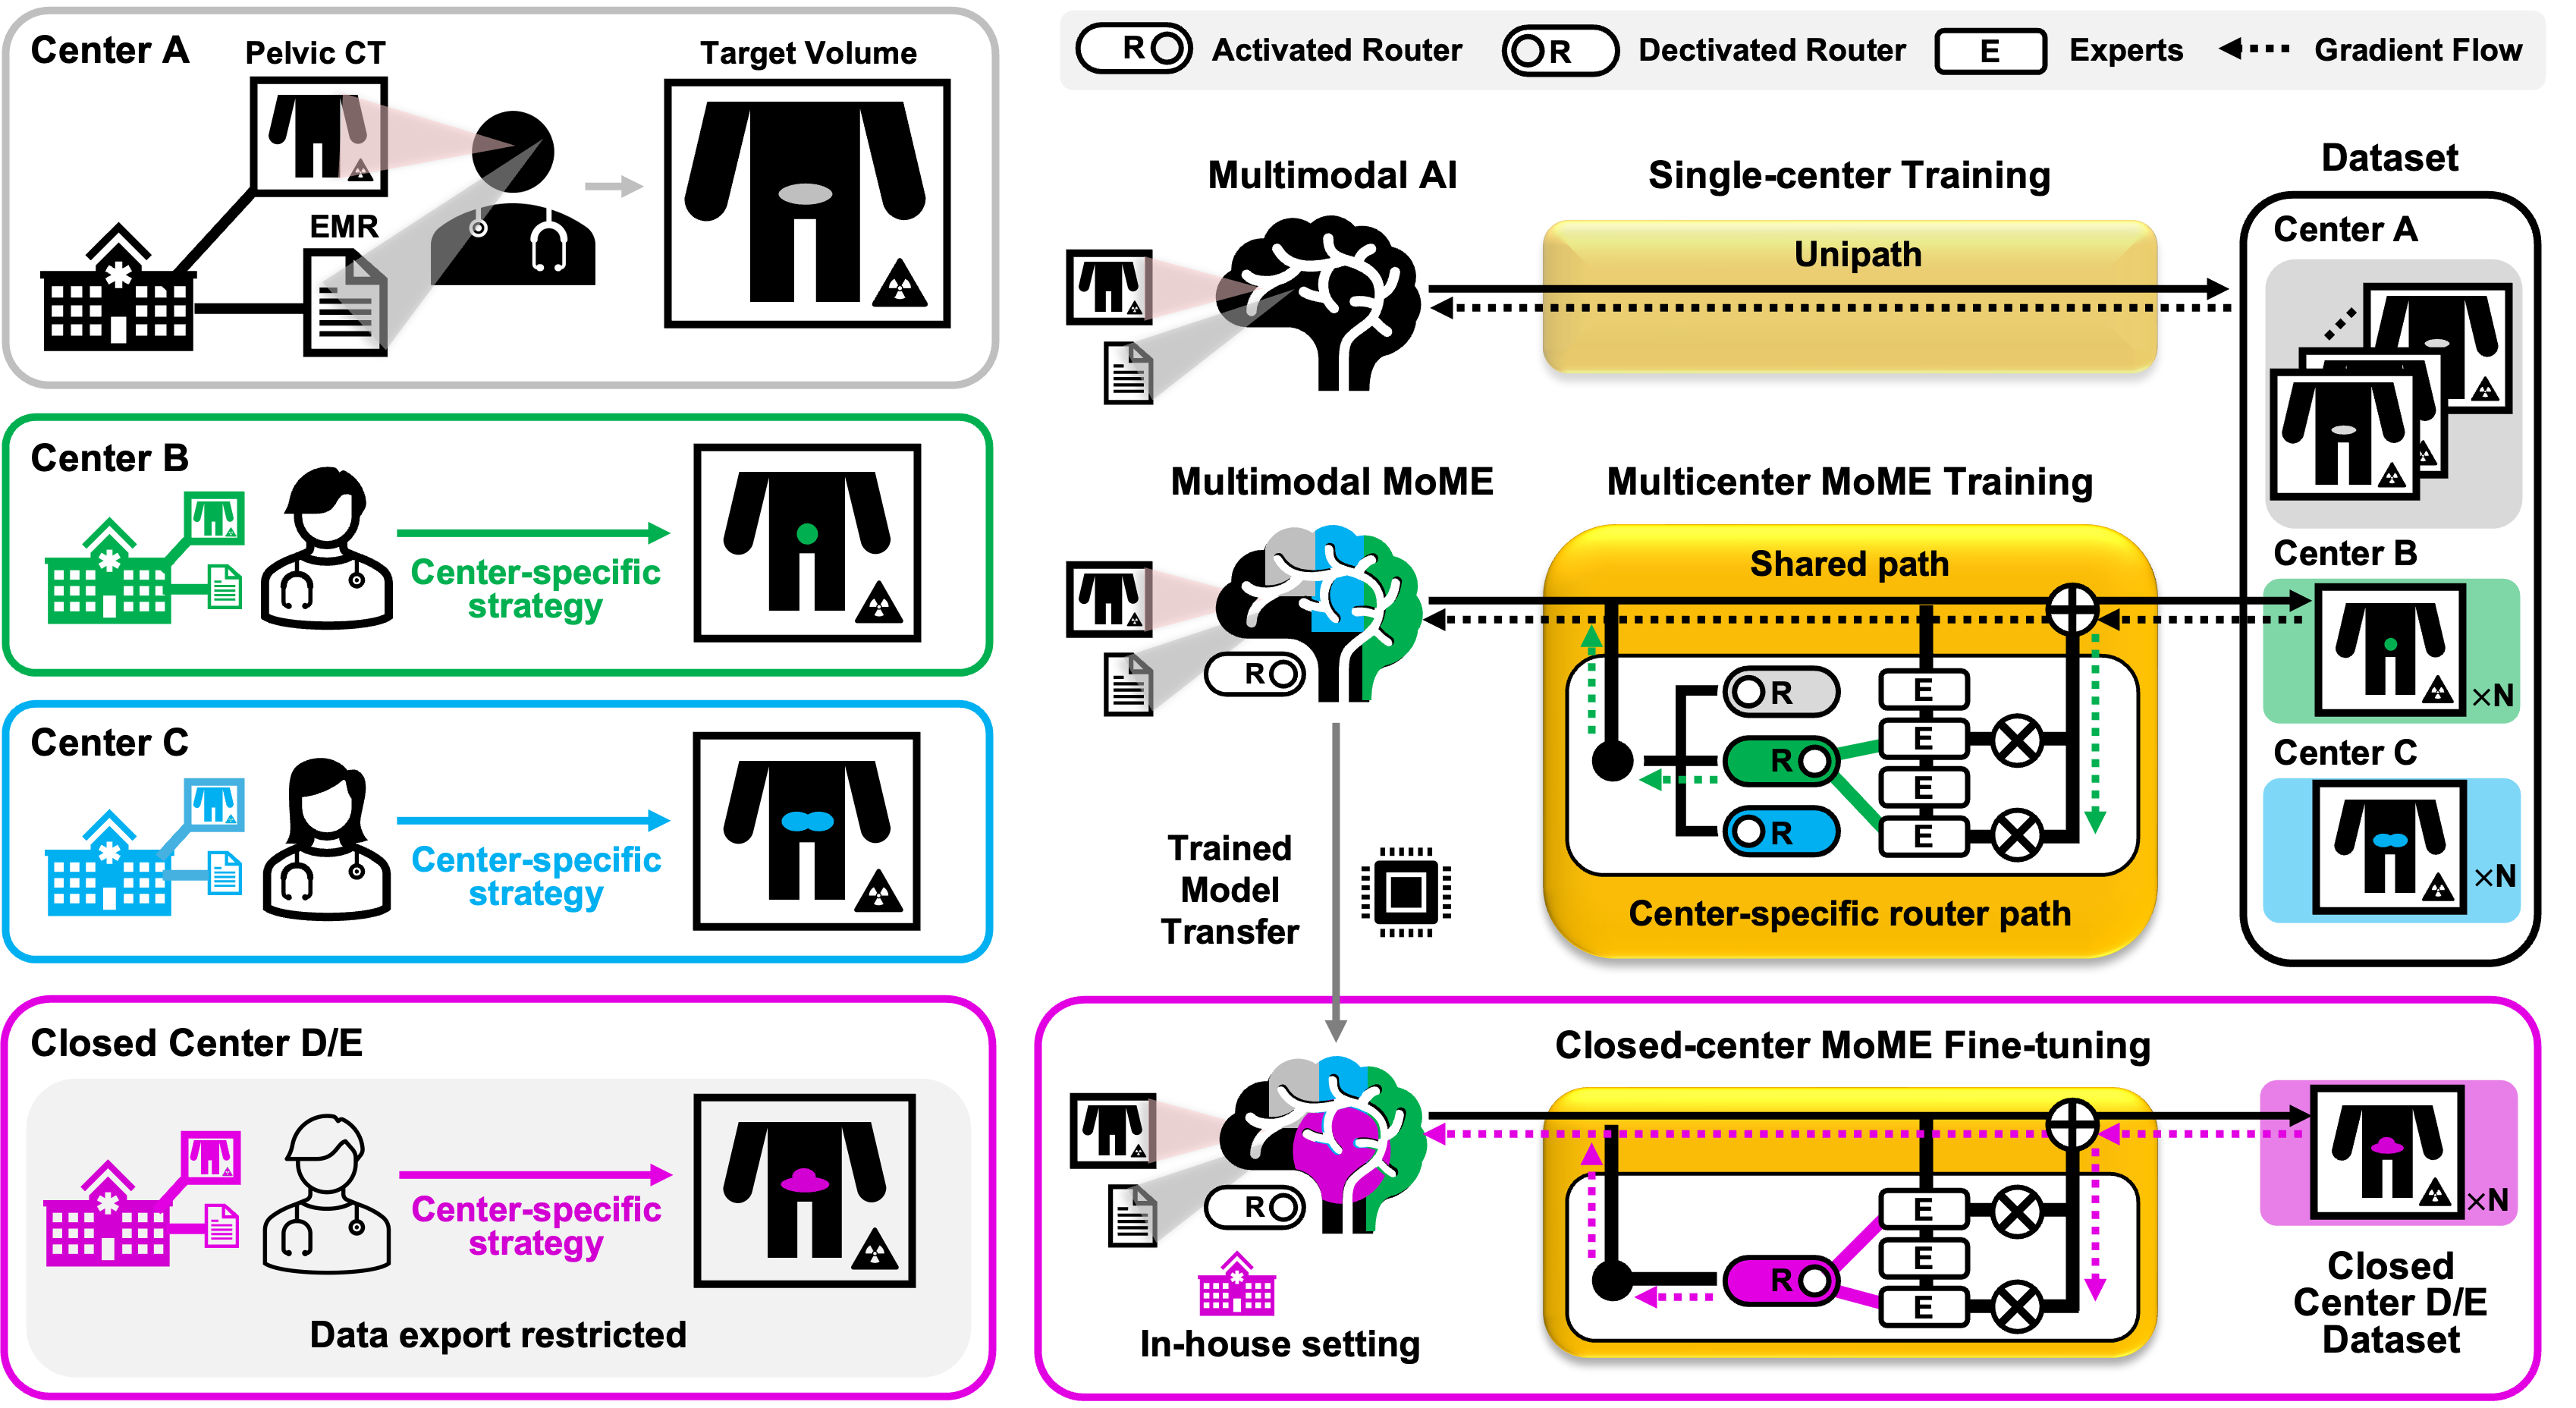 Center A
Pelvic CT
EMR
Target Volume
Center B
Center-specific
strategy
Center C
Center-specific
strategy
Closed Center D/E
Center-specific
strategy
Data export restricted
R Activated Router
R Dectivated Router
E Experts
Gradient Flow
Multimodal AI
Single-center Training
Unipath
Dataset
Center A
Center B
×N
Center C
×N
Multimodal MoME
R
Multicenter MoME Training
Shared path
R
R
R
E
E
E
E
Center-specific router path
Trained
Model
Transfer
Closed-center MoME Fine-tuning
R
In-house setting
R
E
E
E
×N
Closed
Center D/E
Dataset